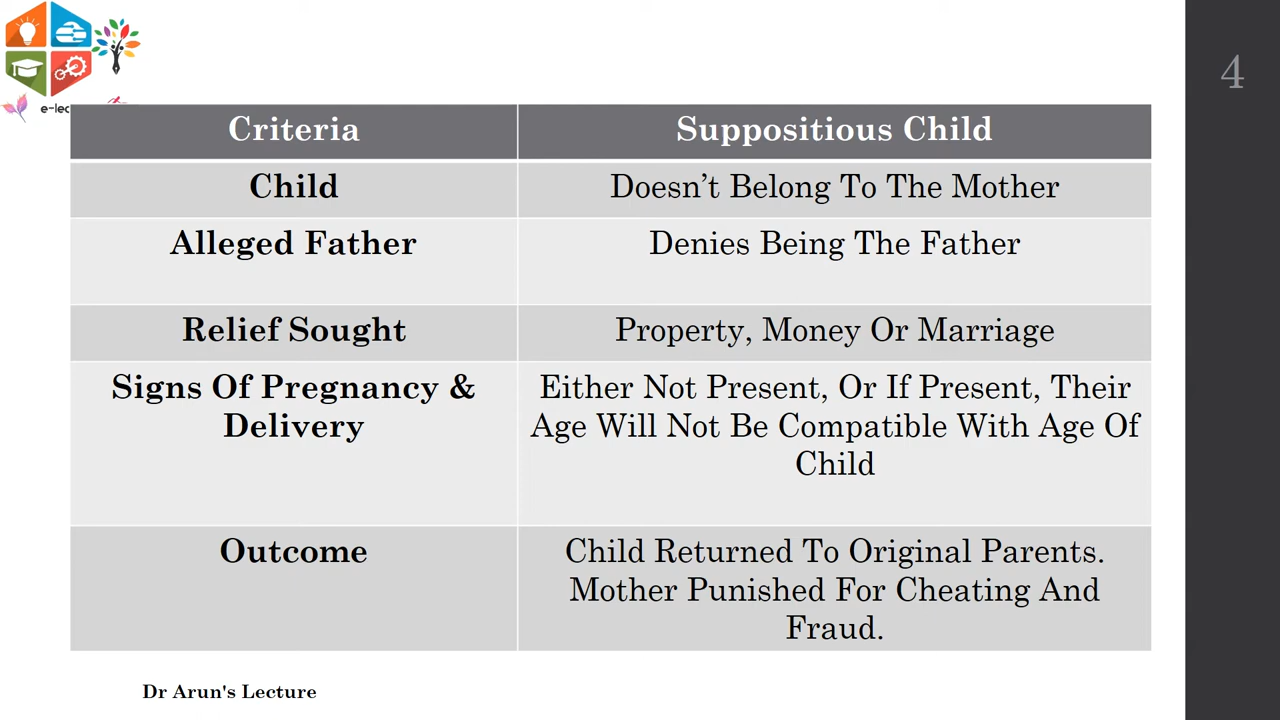 4
e-lec
Criteria
Suppositious Child
Child
Doesn’t Belong To The Mother
Alleged Father
Denies Being The Father
Relief Sought
Property, Money Or Marriage
Signs Of Pregnancy &
Delivery
Either Not Present, Or If Present, Their
Age Will Not Be Compatible With Age Of
Child
Outcome
Child Returned To Original Parents.
Mother Punished For Cheating And
Fraud.
Dr Arun's Lecture